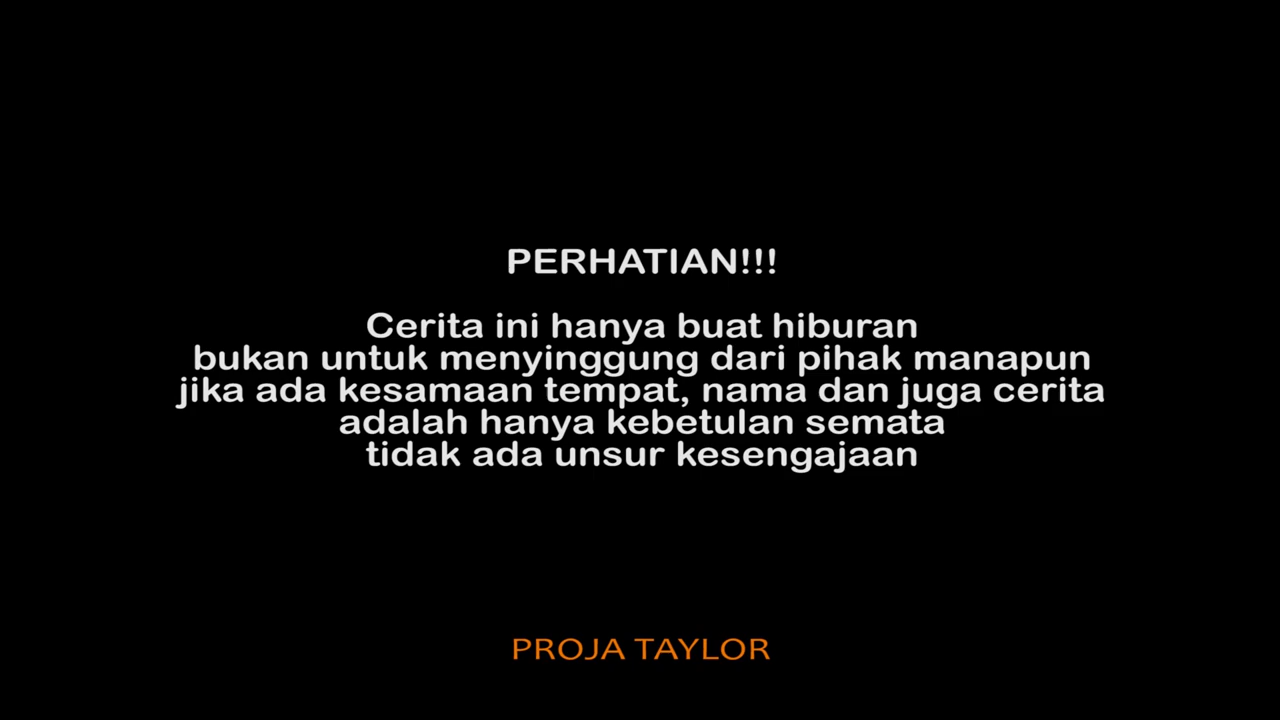 PERHATIAN!!!
Cerita ini hanya buat hiburan
bukan untuk menyinggung dari pihak manapun
jika ada kesamaan tempat, nama dan juga cerita
adalah hanya kebetulan semata
tidak ada unsur kesengajaan
PROJA TAYLOR